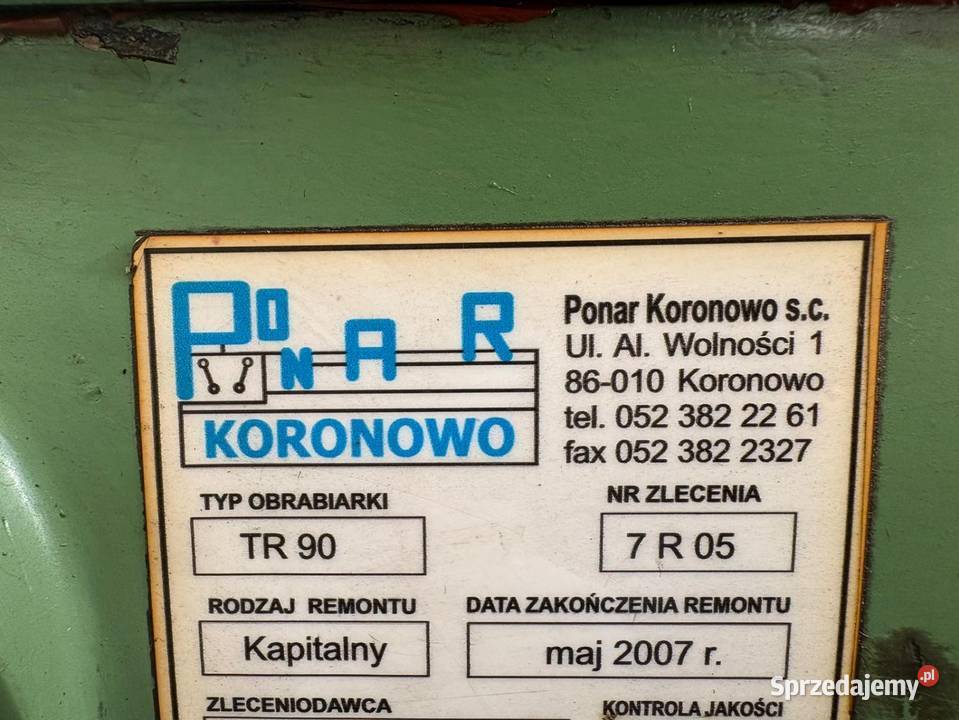 PONAR
KORONOWO
Ponar Koronowo s.c.
Ul. Al. Wolności 1
86-010 Koronowo
tel. 052 382 22 61
fax 052 382 2327
TYP OBRABIARKI
TR 90
NR ZLECENIA
7 R 05
RODZAJ REMONTU
Kapitalny
DATA ZAKOŃCZENIA REMONTU
maj 2007 r.
ZLECENIODAWCA
KONTROLA JAKOŚCI
Sprzedajemy.pl